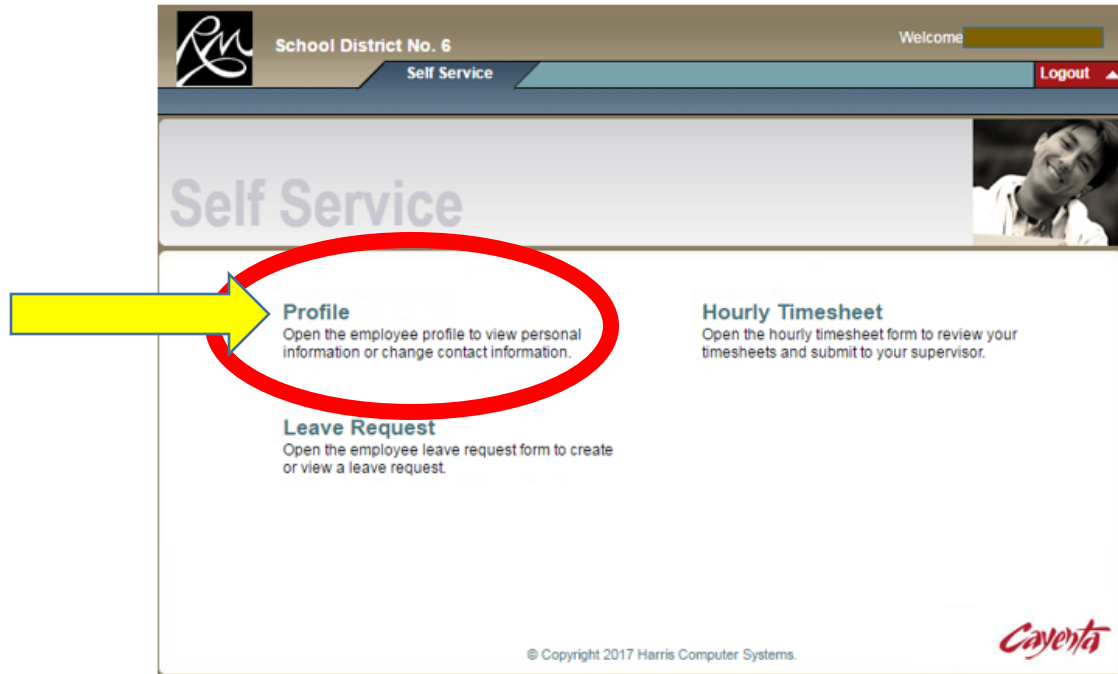 RM
School District No. 6
Welcome
Self Service
Logout
Self Service
Profile
Open the employee profile to view personal
information or change contact information.
Hourly Timesheet
Open the hourly timesheet form to review your
timesheets and submit to your supervisor.
Leave Request
Open the employee leave request form to create
or view a leave request.
Cayenta
© Copyright 2017 Harris Computer Systems.